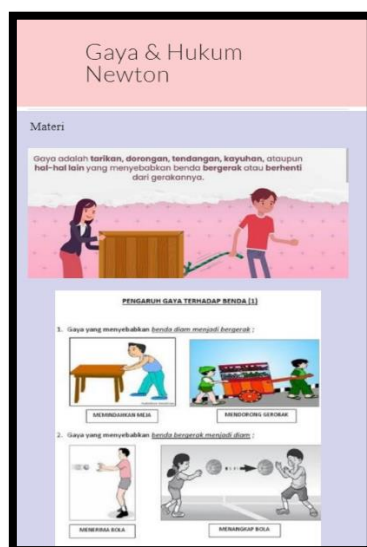 Gaya & Hukum
Newton
Materi
Gaya adalah tarikan, dorongan, tendangan, kayuhan, ataupun
hal-hal lain yang menyebabkan benda bergerak atau berhenti
dari gerakannya.
PENGARUH GAYA TERHADAP BENDA (1)
1. Gaya yang menyebabkan benda diam menjadi bergerak :
MEMINDAHKAN MEJA
MENDORONG GEROBAK
2. Gaya yang menyebabkan benda bergerak menjadi diam :
MENERIMA BOLA
MENANGKAP BOLA